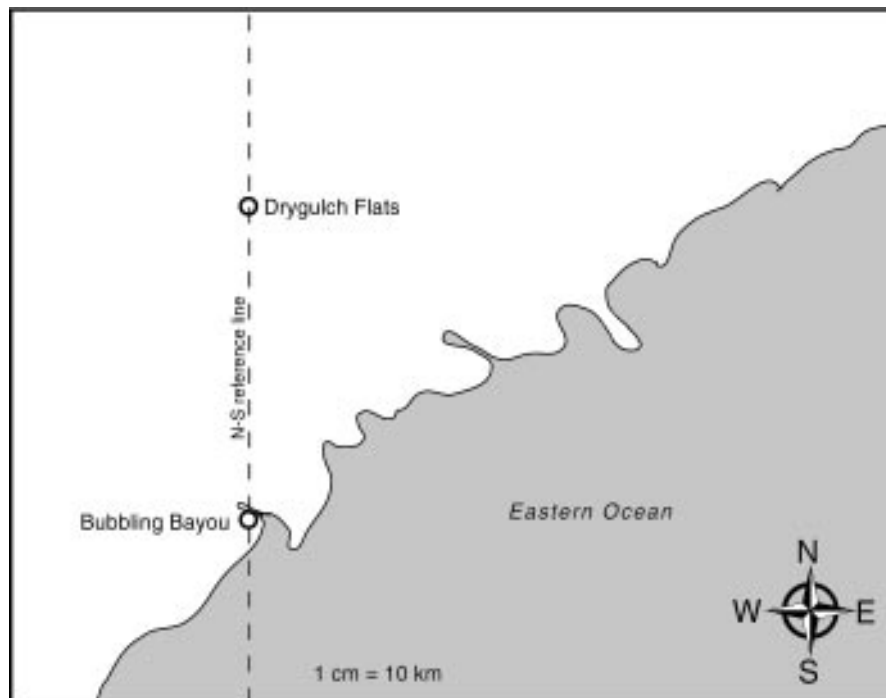 Drygulch Flats
N-S reference line
Bubbling Bayou
Eastern Ocean
N
W
E
S
1 cm = 10 km